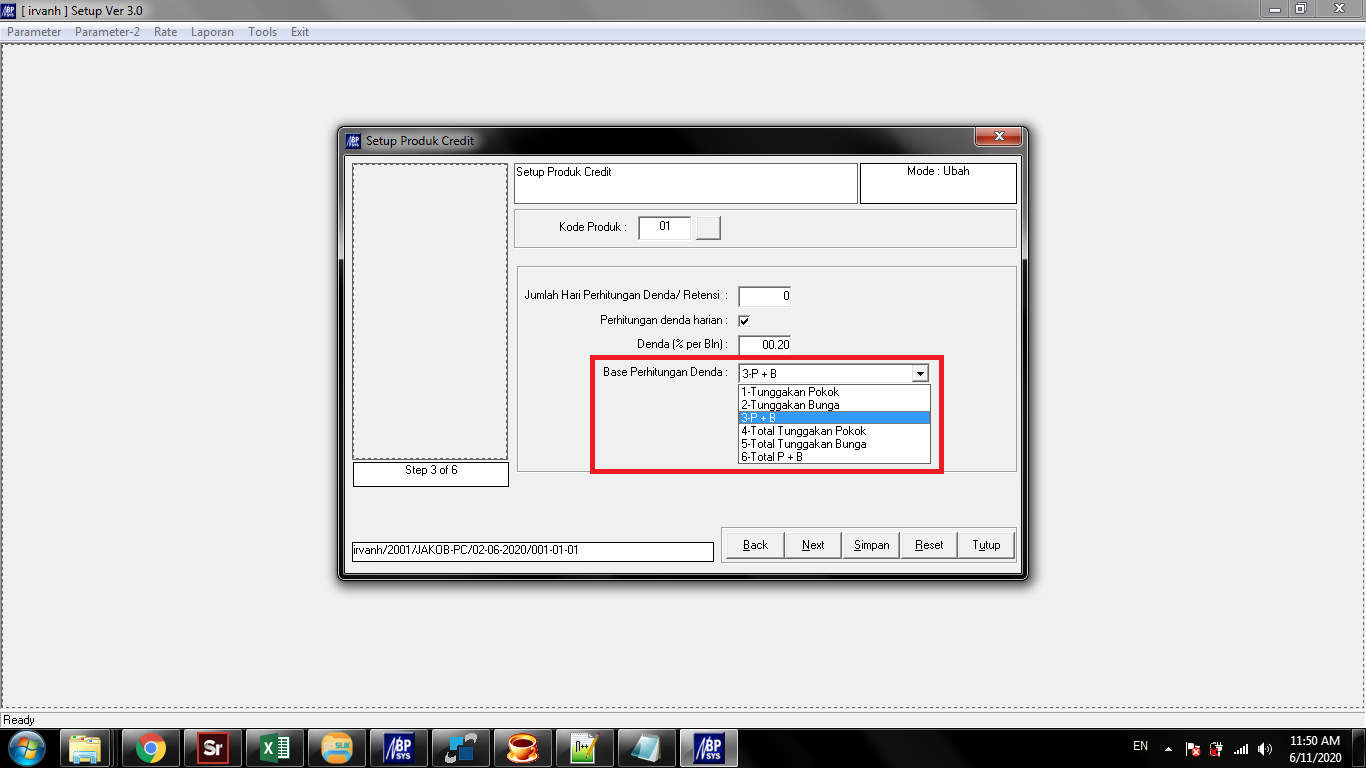 [ irvanh ] Setup Ver 3.0
Parameter Parameter-2 Rate Laporan Tools Exit
Setup Produk Credit
Setup Produk Credit
Mode : Ubah
Kode Produk : 01
Jumlah Hari Perhitungan Denda/ Retensi : 0
Perhitungan denda harian :
Denda (% per Bln) : 00.20
Base Perhitungan Denda : 3-P + B
1-Tunggakan Pokok
2-Tunggakan Bunga
3-P + B
4-Total Tunggakan Pokok
5-Total Tunggakan Bunga
6-Total P + B
Step 3 of 6
irvanh/2001/JAKOB-PC/02-06-2020/001-01-01
Back Next Simpan Reset Tutup
Ready
Sr SLIK BP SYS BP SYS
EN 11:50 AM
6/11/2020